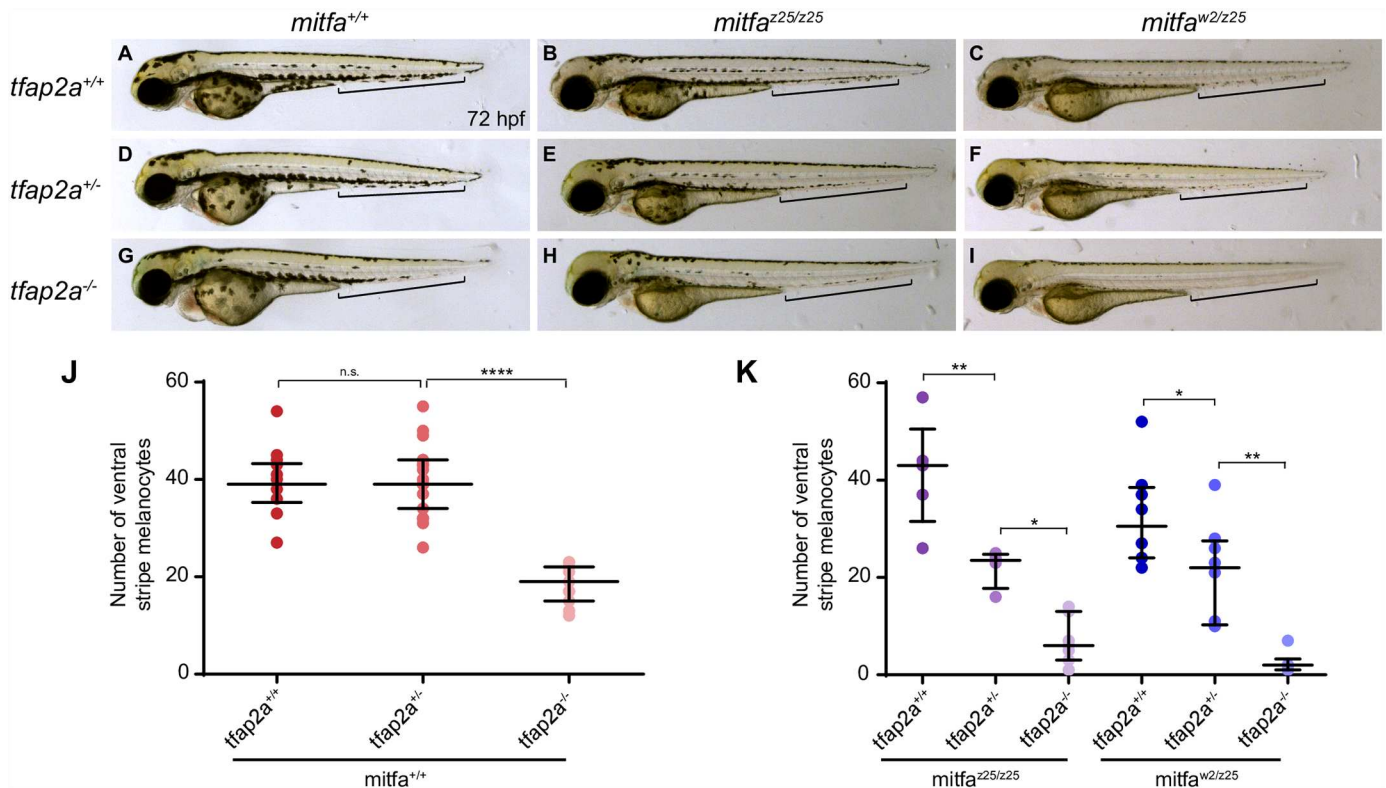 mitfa+/+ mitfaz25/z25 mitfaw2/z25
tfap2a+/+ A B C
72 hpf
tfap2a+/- D E F
tfap2a-/- G H I
J
Number of ventral
stripe melanocytes
60
40
20
0
n.s. ****
tfap2a+/+ tfap2a+/- tfap2a-/-
mitfa+/+
K
Number of ventral
stripe melanocytes
60
40
20
0
** * * **
tfap2a+/+ tfap2a+/- tfap2a-/- tfap2a+/+ tfap2a+/- tfap2a-/-
mitfaz25/z25 mitfaw2/z25